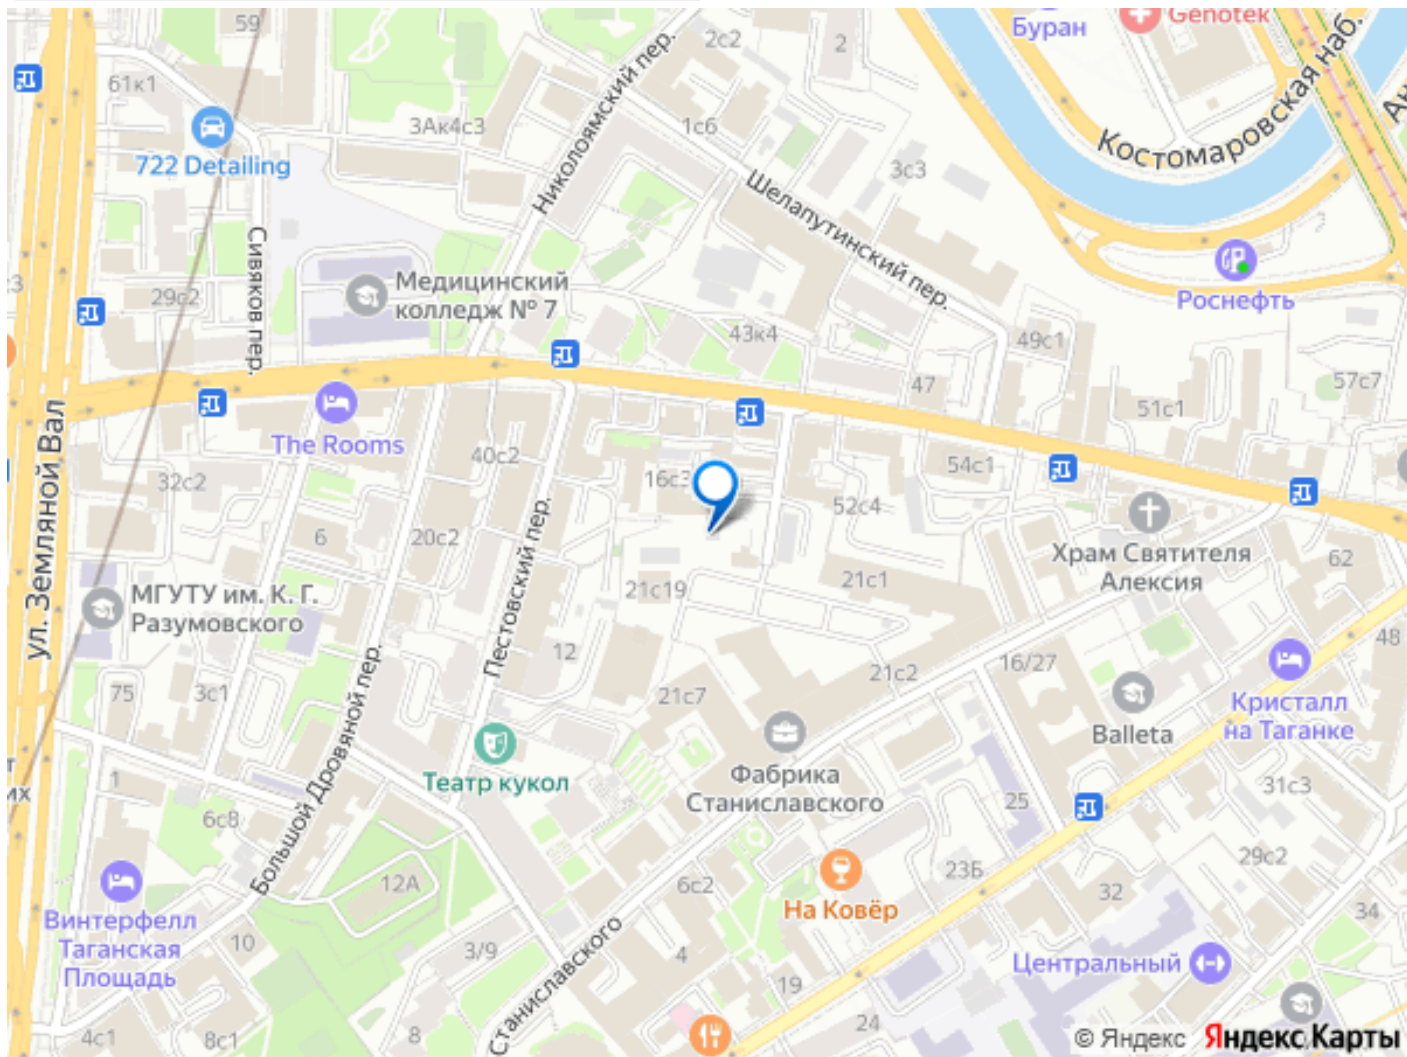 59
2с2
2
Буран
Genotek
61к1
3Ак4с3
1с6
3с3
722 Detailing
Николоямский пер.
Шелапутинский пер.
Костомаровская наб.
Ан
Сивяков пер.
29с2
Медицинский
колледж № 7
Роснефть
43к4
49с1
47
57с7
51с1
The Rooms
40с2
54с1
32с2
16с3
52с4
ул. Земляной Вал
6
20с2
Пестовский пер.
21с1
21с19
Храм Святителя
Алексия
62
МГУТУ им. К. Г.
Разумовского
12
48
75
3с1
21с7
21с2
16/27
Кристалл
на Таганке
Balleta
Большой Дровяной пер.
Театр кукол
Фабрика
Станиславского
1
6с8
25
31с3
29с2
12А
6с2
23Б
32
34
На Ковёр
Винтерфелл
Таганская
Площадь
10
3/9
4
Станиславского
Центральный
19
4с1
8с1
8
24
© Яндекс Яндекс Карты